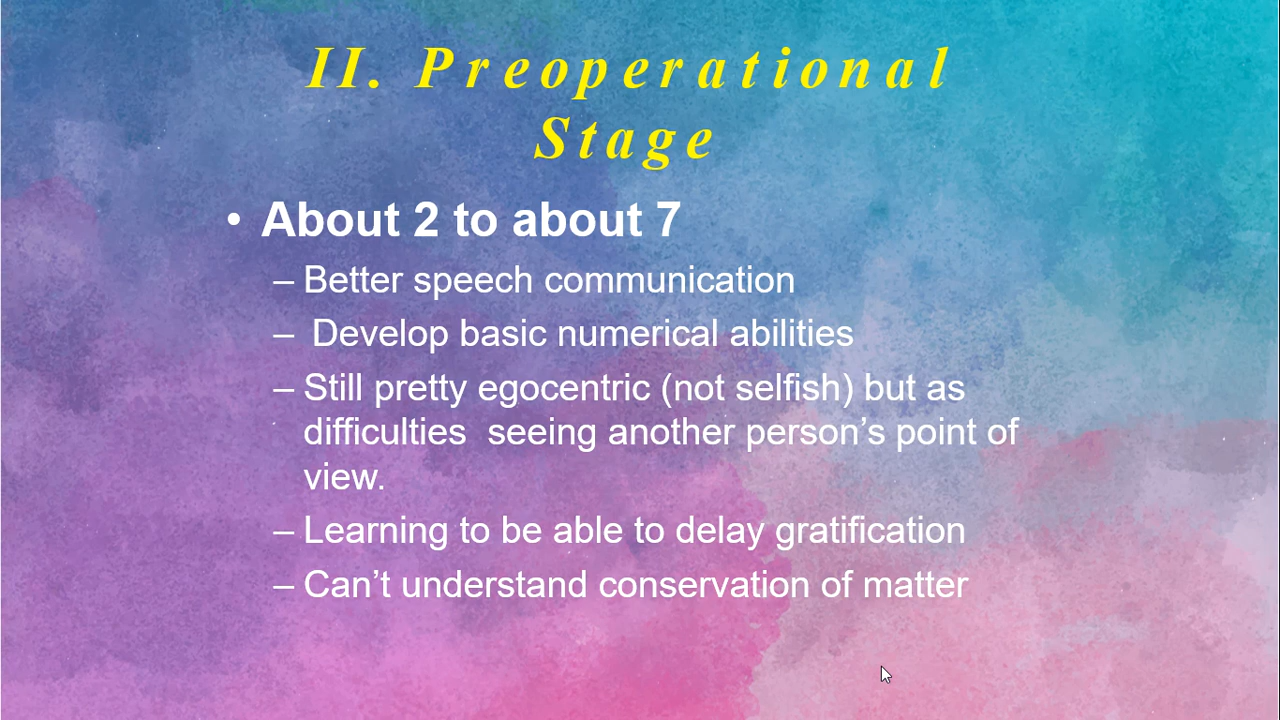 II. Preoperational
Stage
• About 2 to about 7
– Better speech communication
–  Develop basic numerical abilities
– Still pretty egocentric (not selfish) but as
difficulties  seeing another person’s point of
view.
– Learning to be able to delay gratification
– Can’t understand conservation of matter